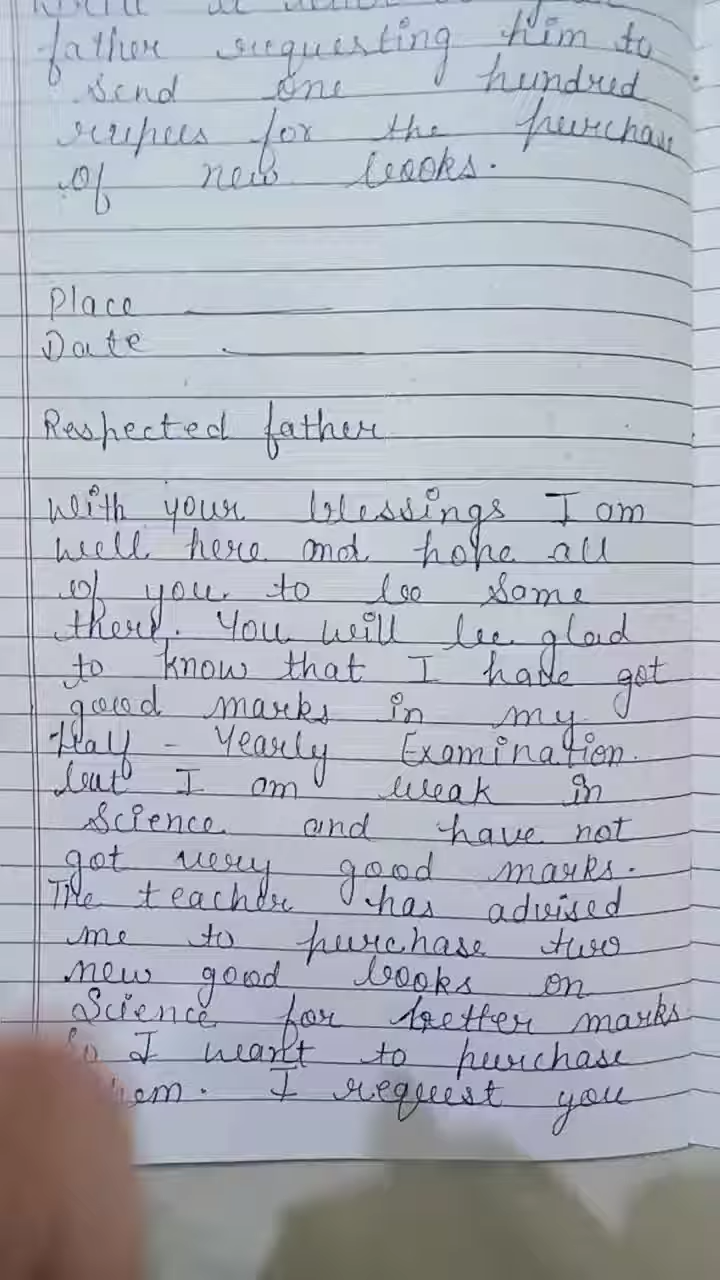 father requesting him to
send one hundred
rupees for the purchase
of new books.
Place
Date
Respected father
With your blessings I am
well here and hope all
of you to be same
there. You will be glad
to know that I have got
good marks in my
Half - Yearly Examination.
but I am weak in
Science and have not
got very good marks.
The teacher has advised
me to purchase two
new good books on
Science for better marks
I want to purchase
I request you